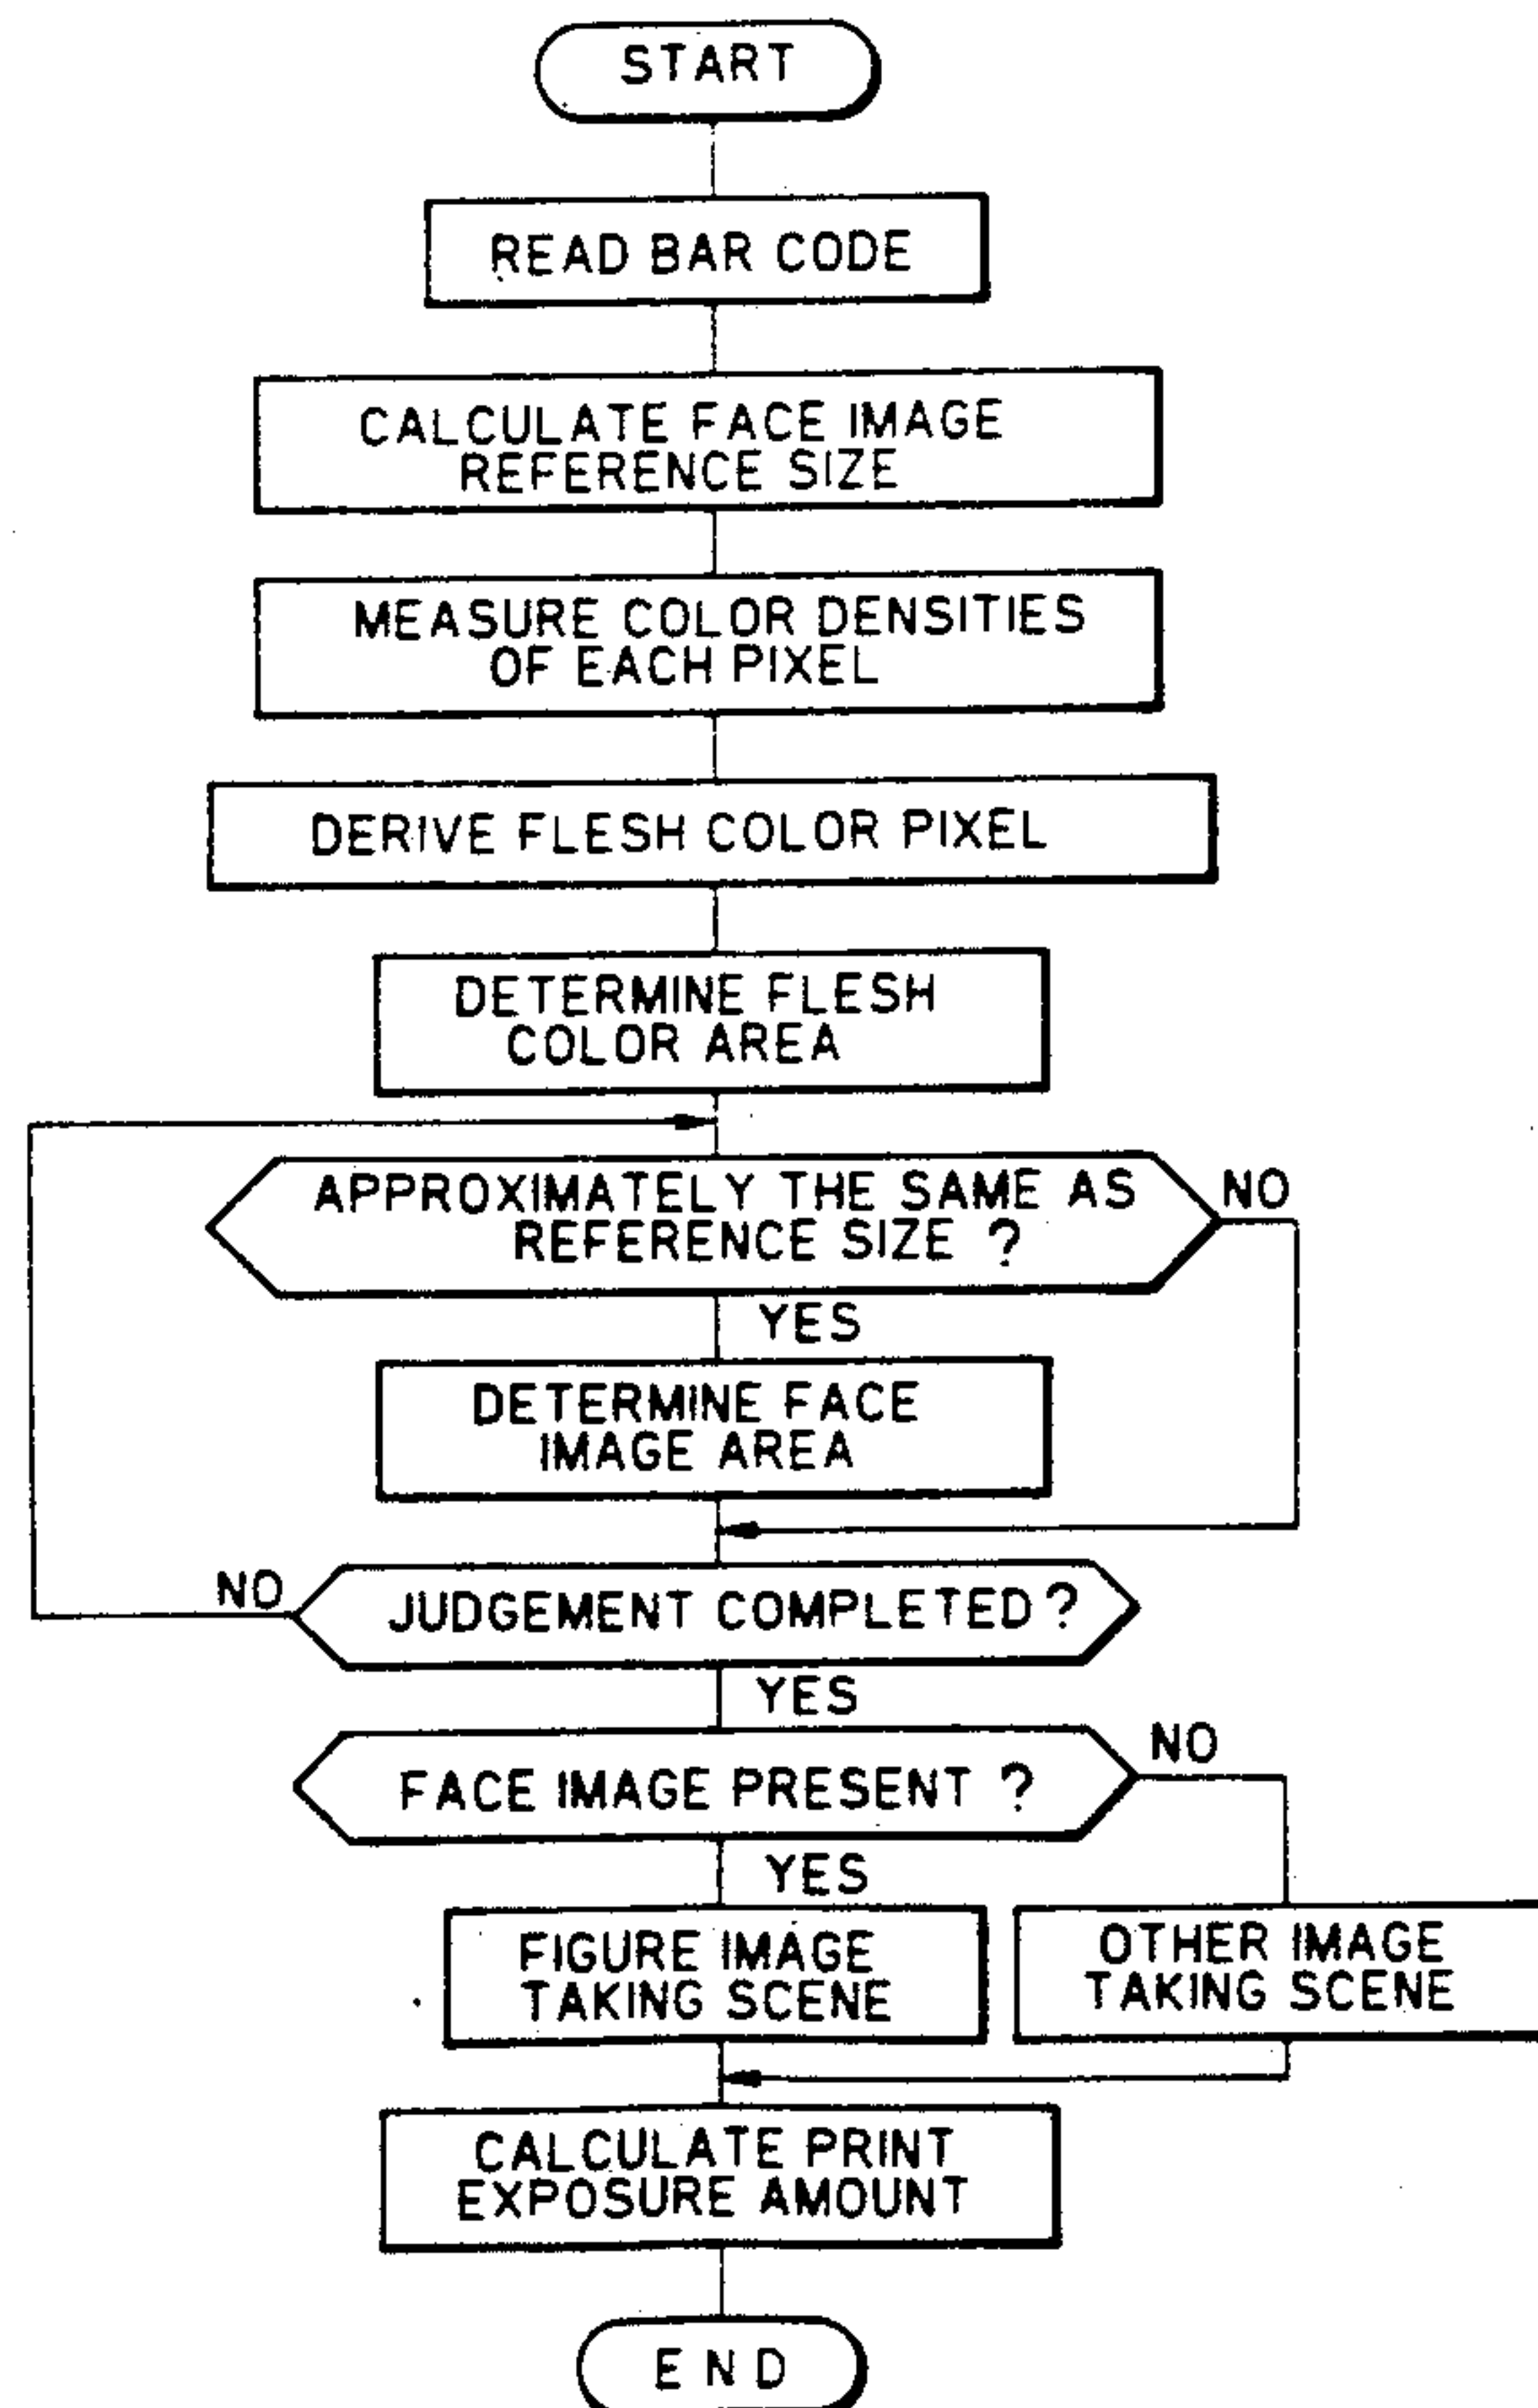 START
READ BAR CODE
CALCULATE FACE IMAGE
REFERENCE SIZE
MEASURE COLOR DENSITIES
OF EACH PIXEL
DERIVE FLESH COLOR PIXEL
DETERMINE FLESH
COLOR AREA
APPROXIMATELY THE SAME AS
REFERENCE SIZE ?
NO
YES
DETERMINE FACE
IMAGE AREA
NO
JUDGEMENT COMPLETED ?
YES
FACE IMAGE PRESENT ?
NO
YES
FIGURE IMAGE
TAKING SCENE
OTHER IMAGE
TAKING SCENE
CALCULATE PRINT
EXPOSURE AMOUNT
END